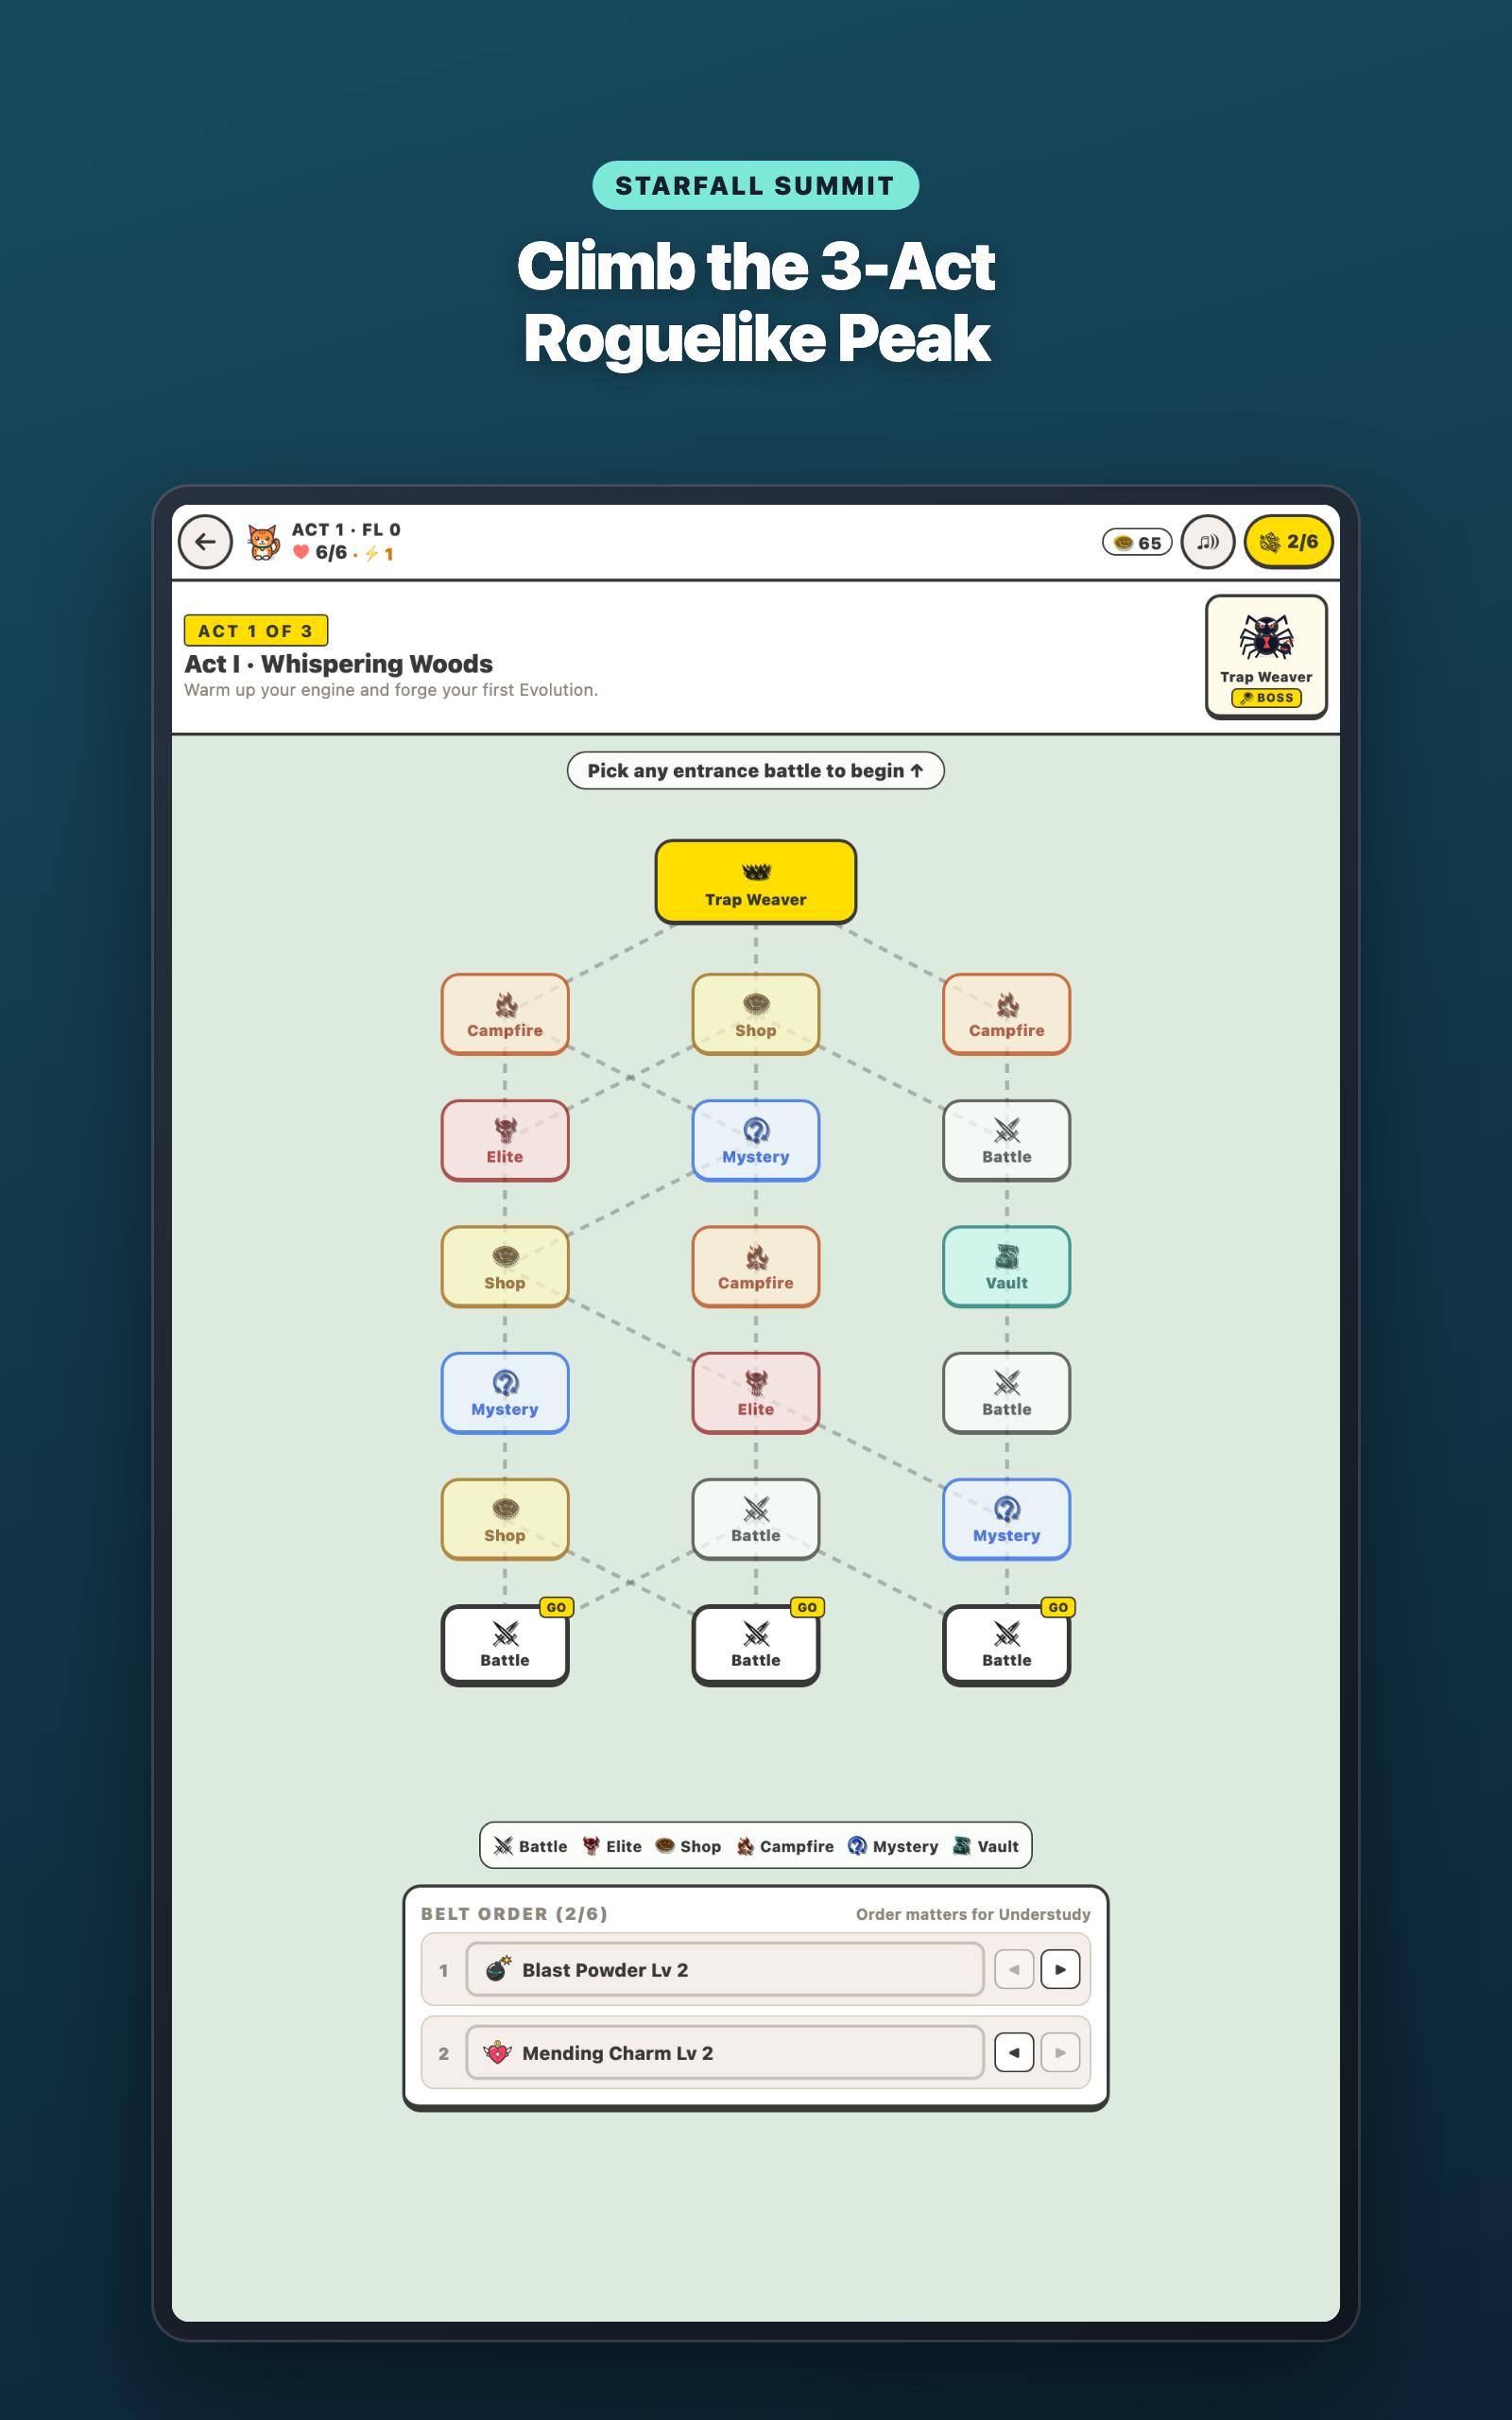 STARFALL SUMMIT
Climb the 3-Act
Roguelike Peak
ACT 1 · FL 0
6/6 · ⚡1
65
2/6
ACT 1 OF 3
Act I · Whispering Woods
Warm up your engine and forge your first Evolution.
Trap Weaver
BOSS
Pick any entrance battle to begin ↑
Trap Weaver
Campfire
Shop
Campfire
Elite
Mystery
Battle
Shop
Campfire
Vault
Mystery
Elite
Battle
Shop
Battle
Mystery
GO
GO
GO
Battle
Battle
Battle
Battle Elite Shop Campfire Mystery Vault
BELT ORDER (2/6) Order matters for Understudy
1 Blast Powder Lv 2
2 Mending Charm Lv 2